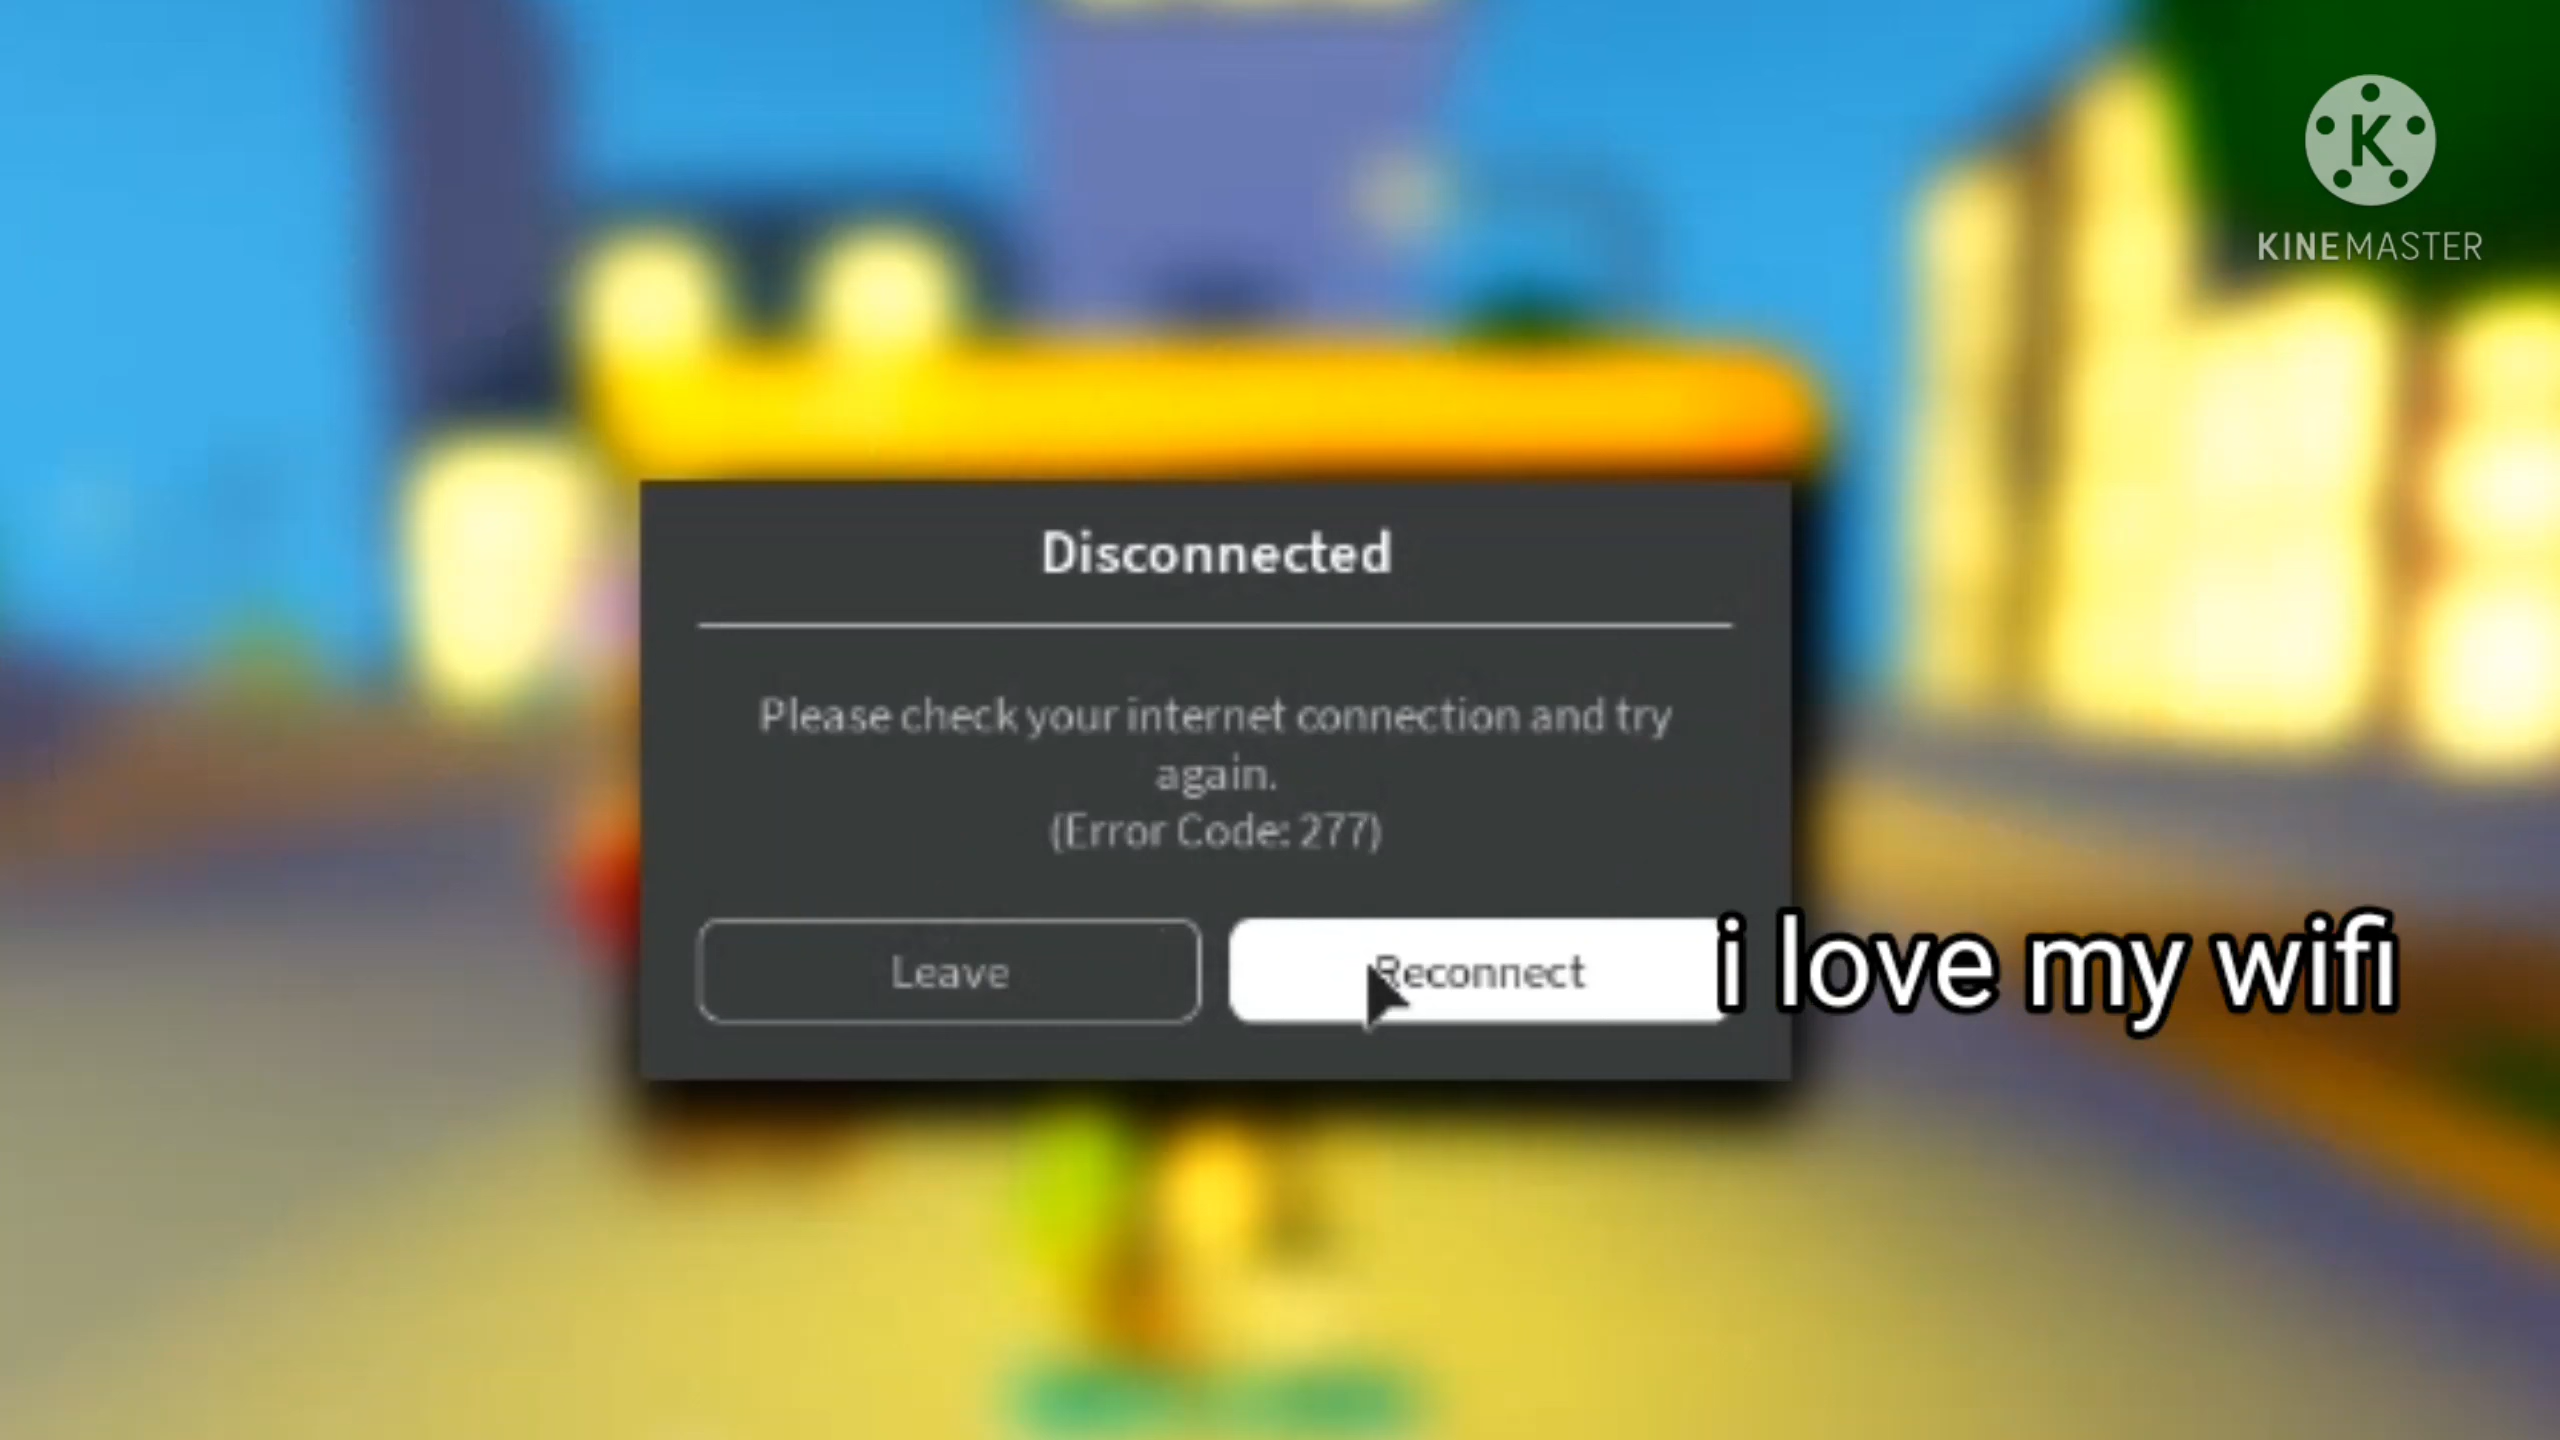 K
KINEMASTER
Disconnected
Please check your internet connection and try
again.
(Error Code: 277)
Leave
Reconnect
i love my wifi